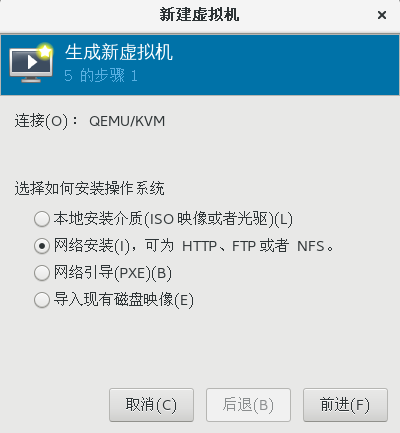 新建虚拟机
生成新虚拟机
5 的步骤 1
连接(O)： QEMU/KVM
选择如何安装操作系统
本地安装介质(ISO 映像或者光驱)(L)
网络安装(I)，可为 HTTP、FTP 或者 NFS。
网络引导(PXE)(B)
导入现有磁盘映像(E)
取消(C) 后退(B) 前进(F)